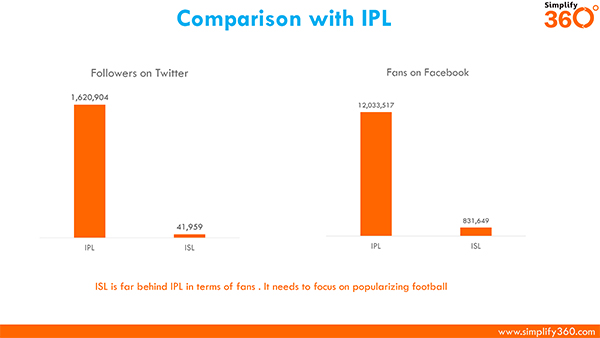 Comparison with IPL
Simplify
360°
Followers on Twitter
1,620,904
41,959
IPL
ISL
Fans on Facebook
12,033,517
831,649
IPL
ISL
ISL is far behind IPL in terms of fans . It needs to focus on popularizing football
www.simplify360.com